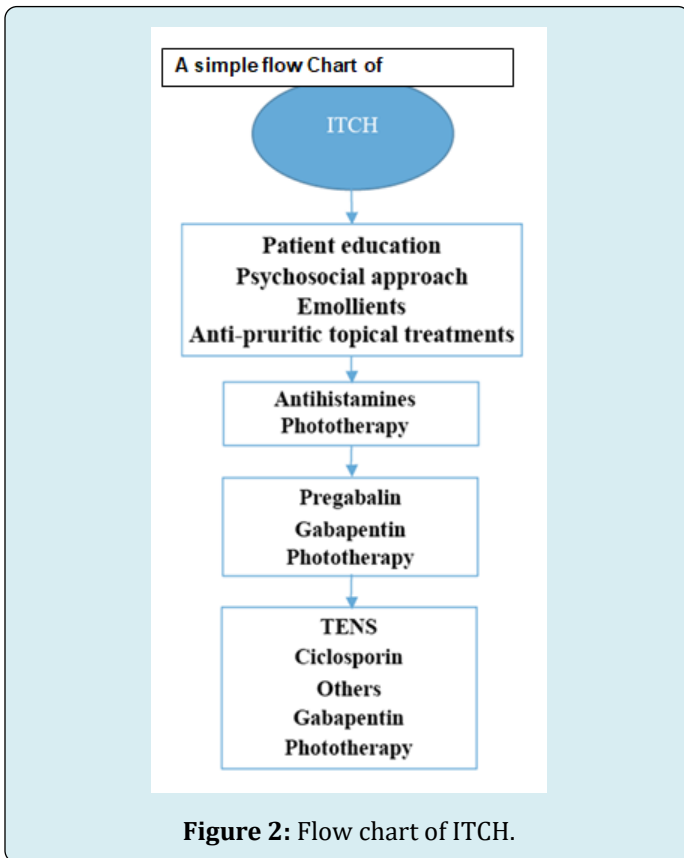 A simple flow Chart of
ITCH
Patient education
Psychosocial approach
Emollients
Anti-pruritic topical treatments
Antihistamines
Phototherapy
Pregabalin
Gabapentin
Phototherapy
TENS
Ciclosporin
Others
Gabapentin
Phototherapy
Figure 2: Flow chart of ITCH.